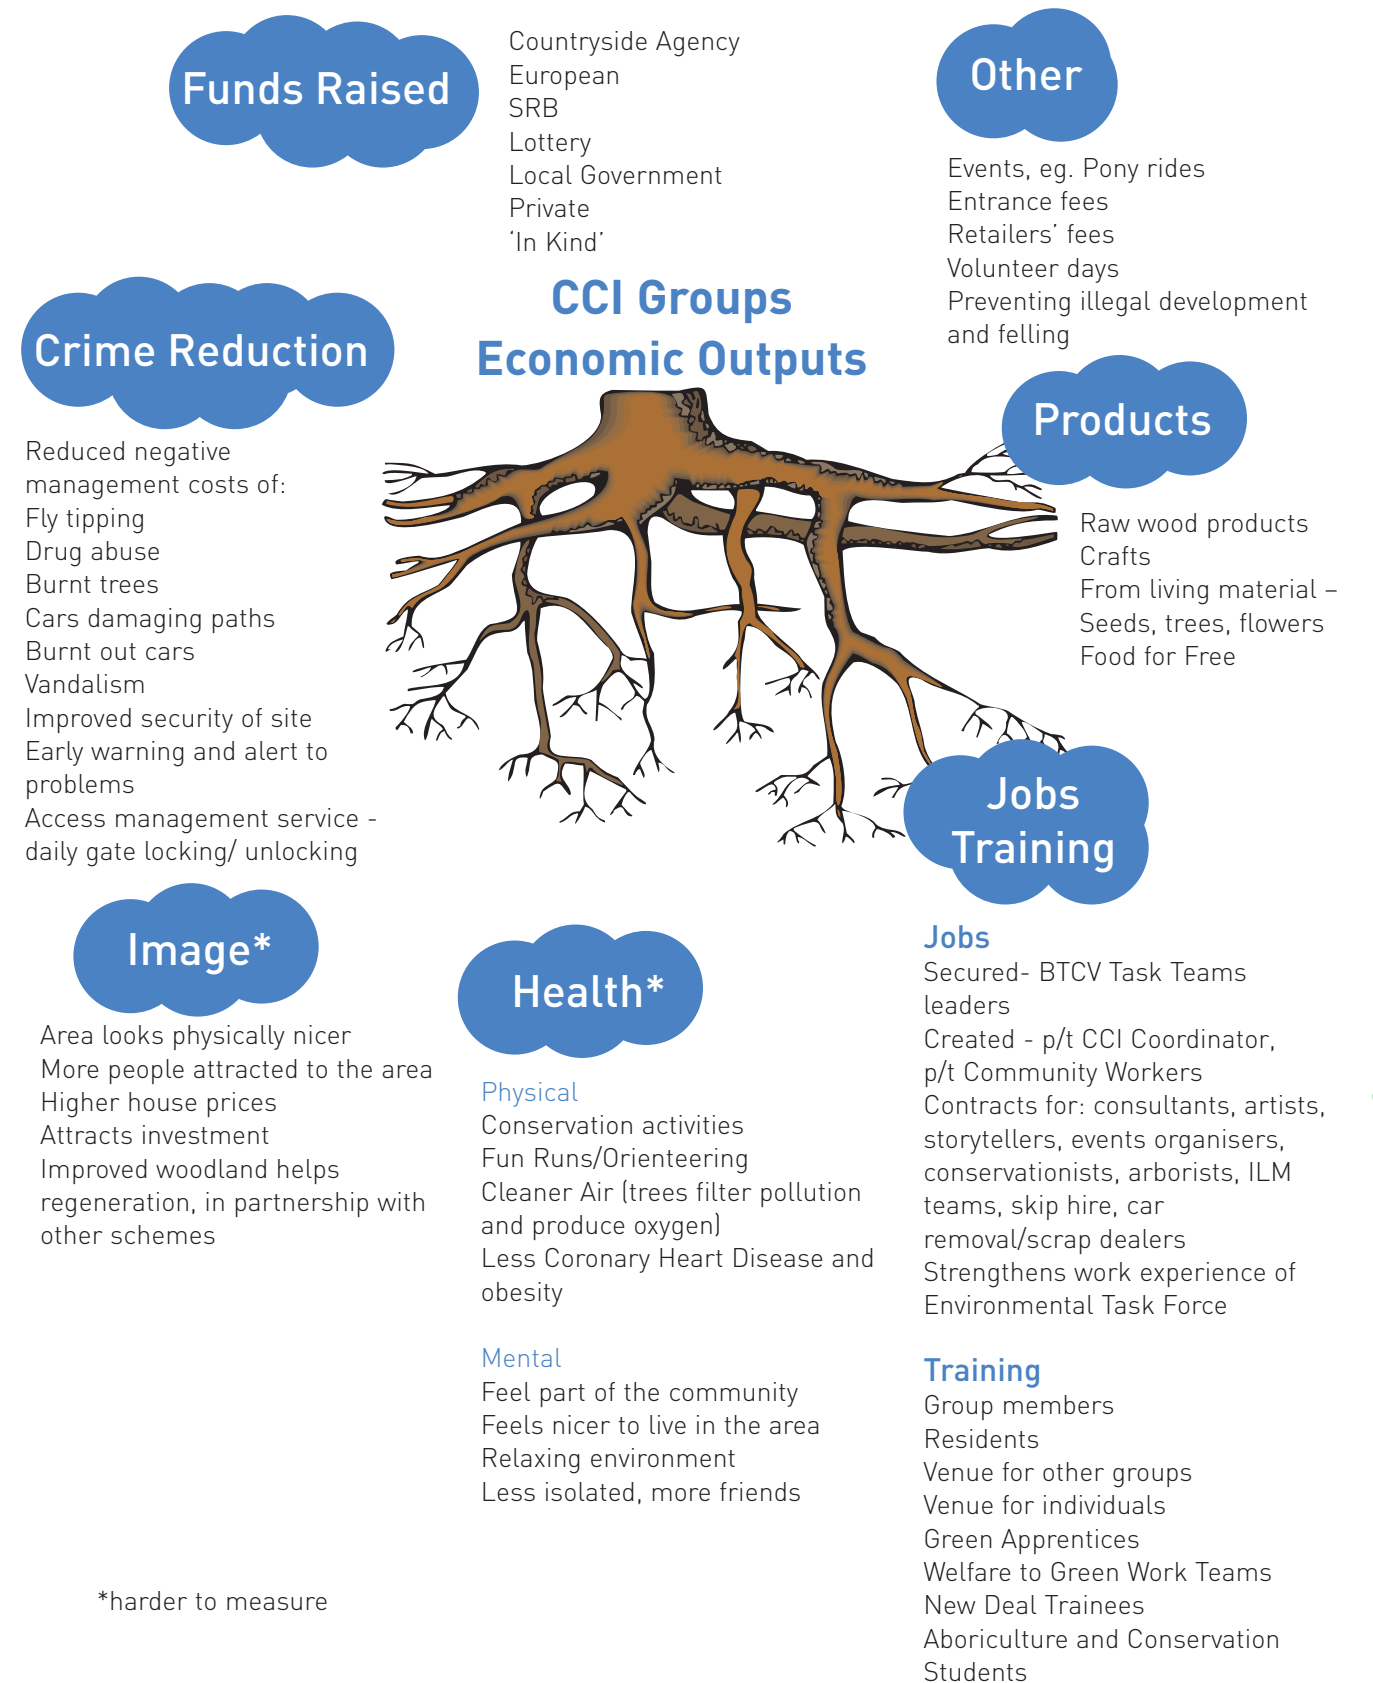 Funds Raised
Countryside Agency
European
SRB
Lottery
Local Government
Private
‘In Kind’
Other
Events, eg. Pony rides
Entrance fees
Retailers’ fees
Volunteer days
Preventing illegal development
and felling
CCI Groups
Economic Outputs
Crime Reduction
Reduced negative
management costs of:
Fly tipping
Drug abuse
Burnt trees
Cars damaging paths
Burnt out cars
Vandalism
Improved security of site
Early warning and alert to
problems
Access management service -
daily gate locking/ unlocking
Products
Raw wood products
Crafts
From living material –
Seeds, trees, flowers
Food for Free
Image*
Area looks physically nicer
More people attracted to the area
Higher house prices
Attracts investment
Improved woodland helps
regeneration, in partnership with
other schemes
Health*
Physical
Conservation activities
Fun Runs/Orienteering
Cleaner Air (trees filter pollution
and produce oxygen)
Less Coronary Heart Disease and
obesity
Mental
Feel part of the community
Feels nicer to live in the area
Relaxing environment
Less isolated, more friends
Jobs
Training
Jobs
Secured- BTCV Task Teams
leaders
Created - p/t CCI Coordinator,
p/t Community Workers
Contracts for: consultants, artists,
storytellers, events organisers,
conservationists, arborists, ILM
teams, skip hire, car
removal/scrap dealers
Strengthens work experience of
Environmental Task Force
Training
Group members
Residents
Venue for other groups
Venue for individuals
Green Apprentices
Welfare to Green Work Teams
New Deal Trainees
Aboriculture and Conservation
Students
*harder to measure